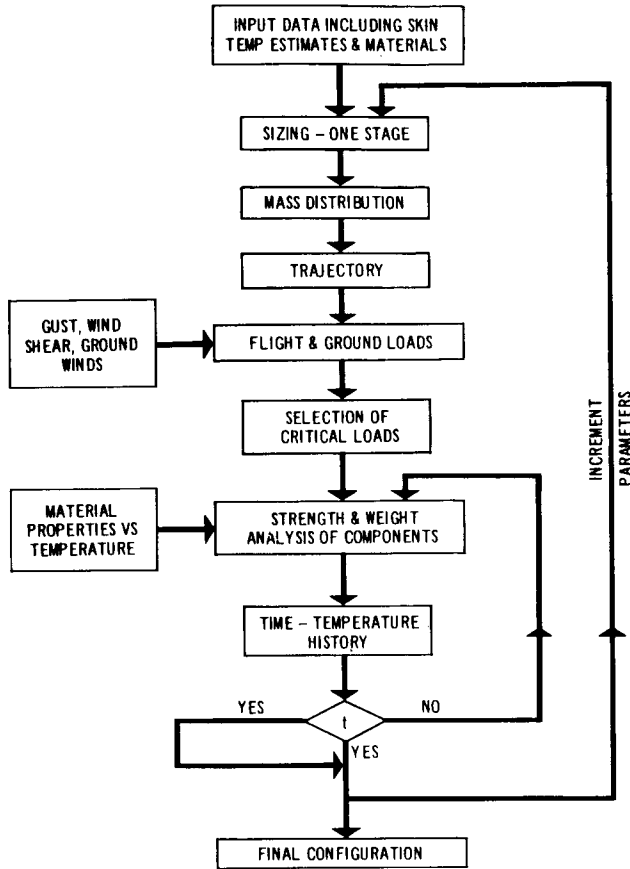 INPUT DATA INCLUDING SKIN
TEMP ESTIMATES & MATERIALS
SIZING – ONE STAGE
MASS DISTRIBUTION
TRAJECTORY
GUST, WIND
SHEAR, GROUND
WINDS
FLIGHT & GROUND LOADS
SELECTION OF
CRITICAL LOADS
INCREMENT
PARAMETERS
MATERIAL
PROPERTIES VS
TEMPERATURE
STRENGTH & WEIGHT
ANALYSIS OF COMPONENTS
TIME – TEMPERATURE
HISTORY
YES
t
NO
YES
FINAL CONFIGURATION